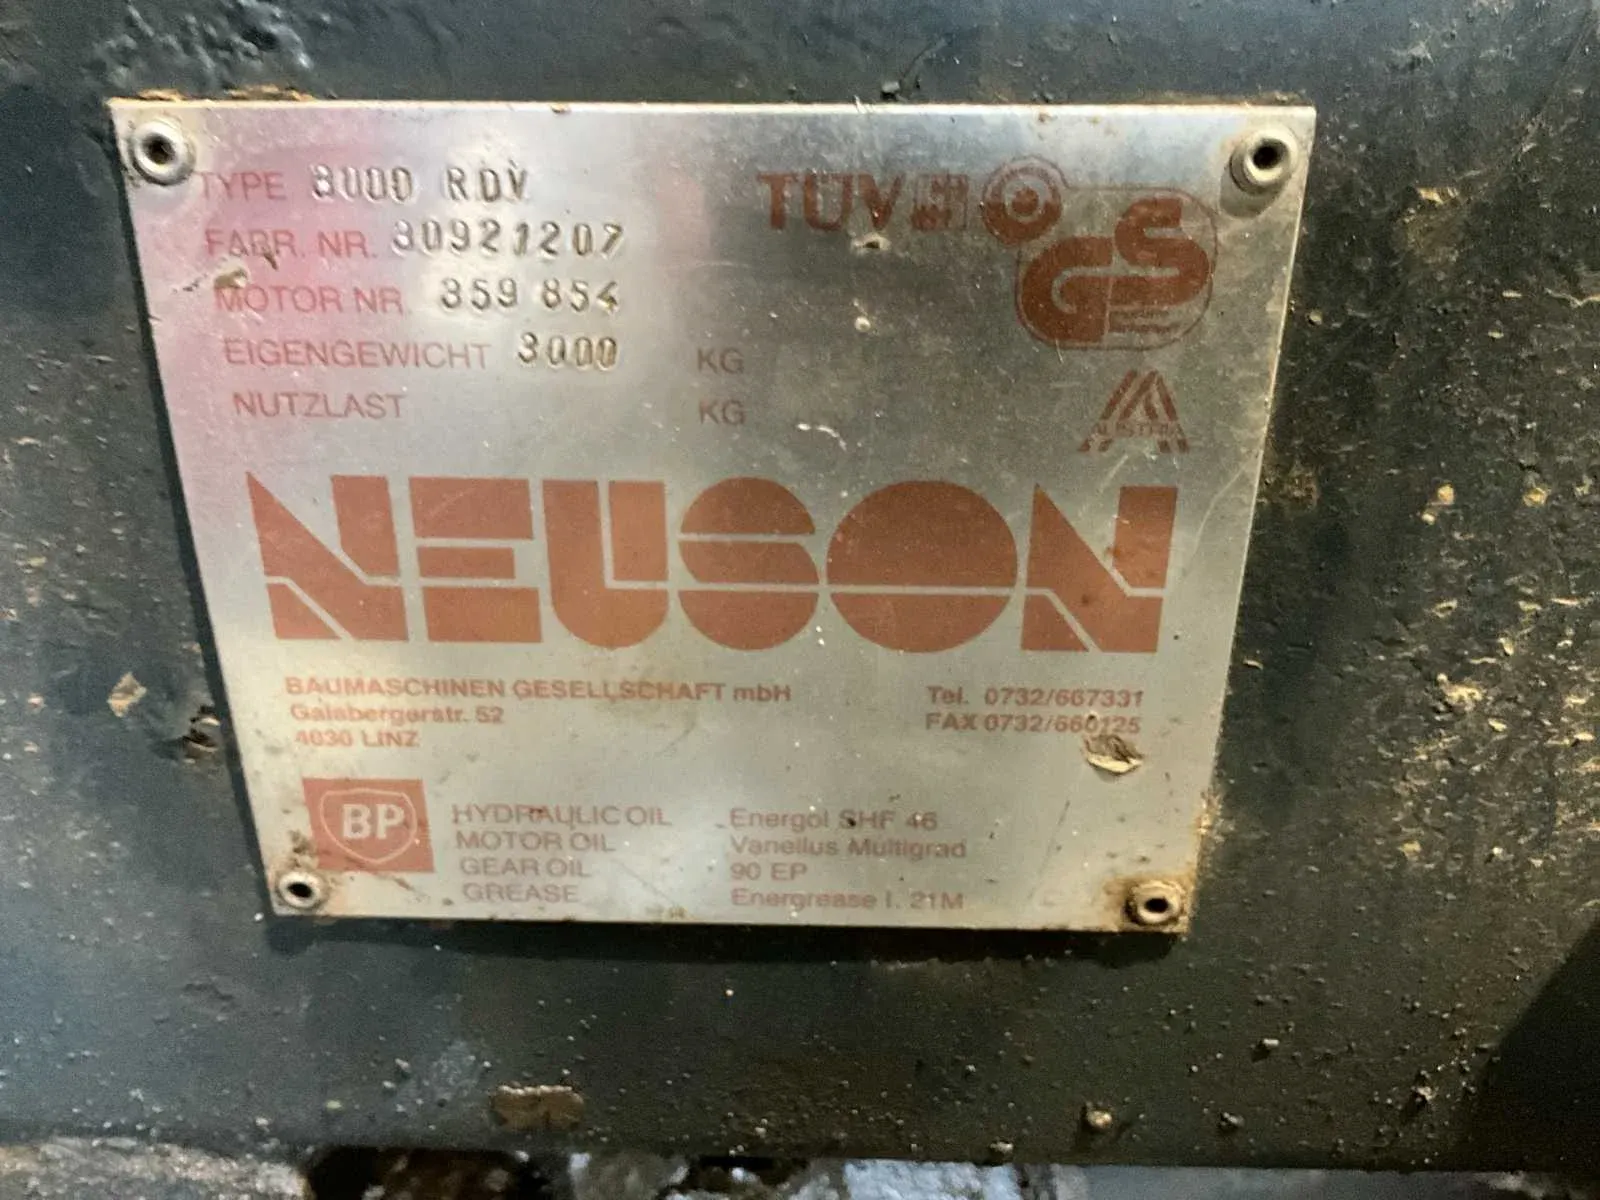 TYPE 3000 RDV
FABR. NR. 30921207
MOTOR NR. 359 854
EIGENGEWICHT 3000 KG
NUTZLAST KG
TÜV
GS
AUSTRIA
NEUSON
BAUMASCHINEN GESELLSCHAFT mbH
Gaisbergerstr. 52
4030 LINZ
Tel. 0732/667331
FAX 0732/660125
BP
HYDRAULIC OIL Energol SHF 46
MOTOR OIL Vanellus Multigrad
GEAR OIL 90 EP
GREASE Energrease l. 21M